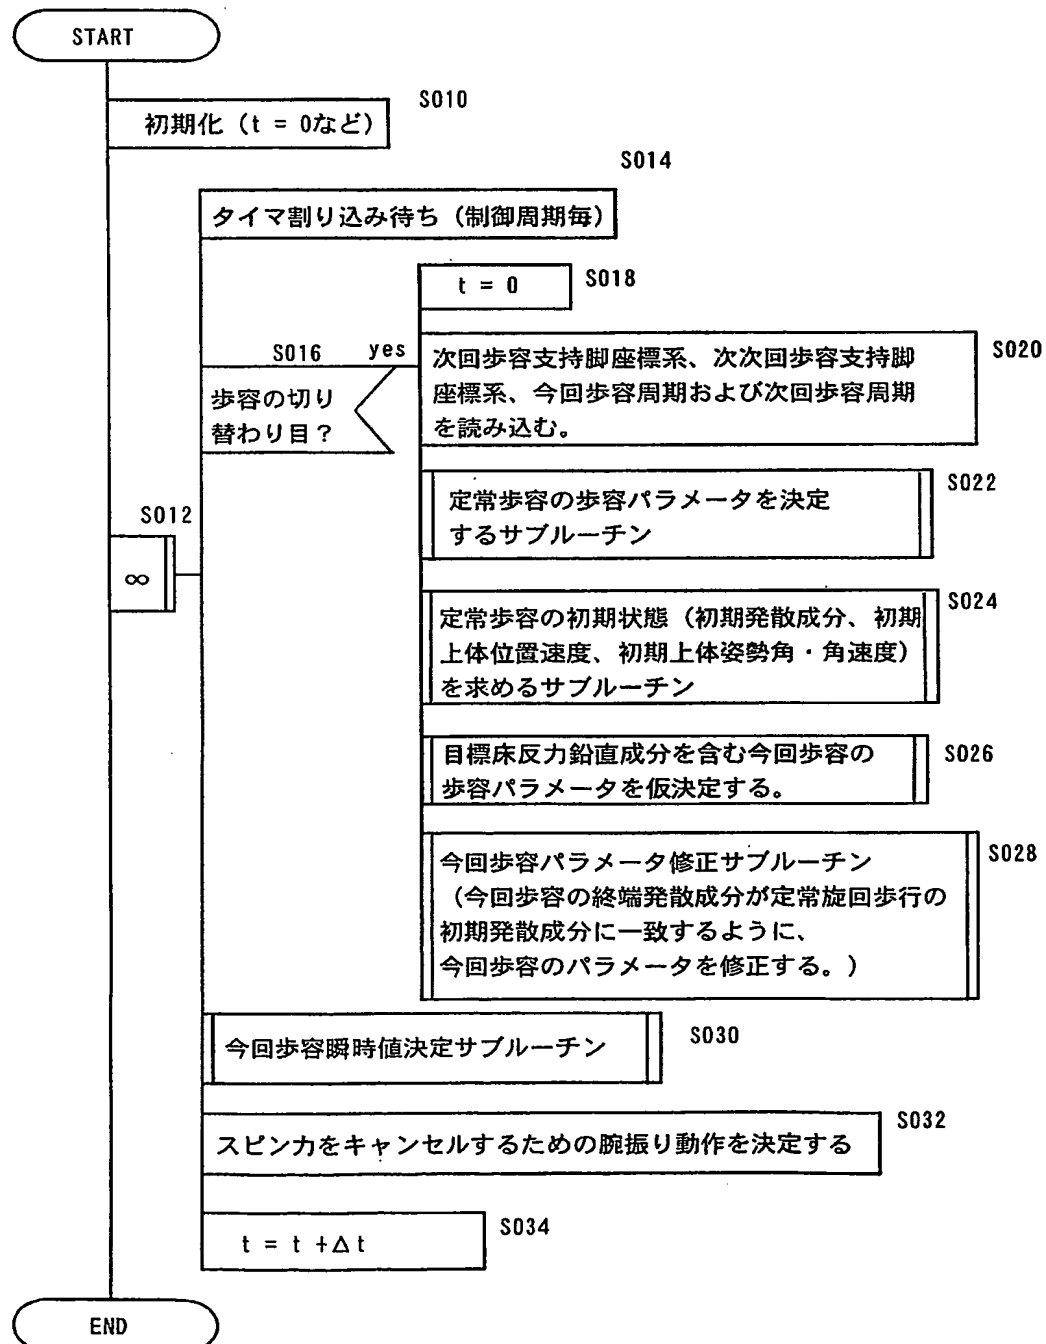 START
S010
初期化（t = 0など）
S014
タイマ割り込み待ち（制御周期毎）
t = 0
S018
S016
yes
歩容の切り
替わり目？
次回歩容支持脚座標系、次次回歩容支持脚
座標系、今回歩容周期および次回歩容周期
を読み込む。
S020
定常歩容の歩容パラメータを決定
するサブルーチン
S022
S012
∞
定常歩容の初期状態（初期発散成分、初期
上体位置速度、初期上体姿勢角・角速度）
を求めるサブルーチン
S024
目標床反力鉛直成分を含む今回歩容の
歩容パラメータを仮決定する。
S026
今回歩容パラメータ修正サブルーチン
（今回歩容の終端発散成分が定常旋回歩行の
初期発散成分に一致するように、
今回歩容のパラメータを修正する。）
S028
今回歩容瞬時値決定サブルーチン
S030
スピン力をキャンセルするための腕振り動作を決定する
S032
t = t +Δt
S034
END